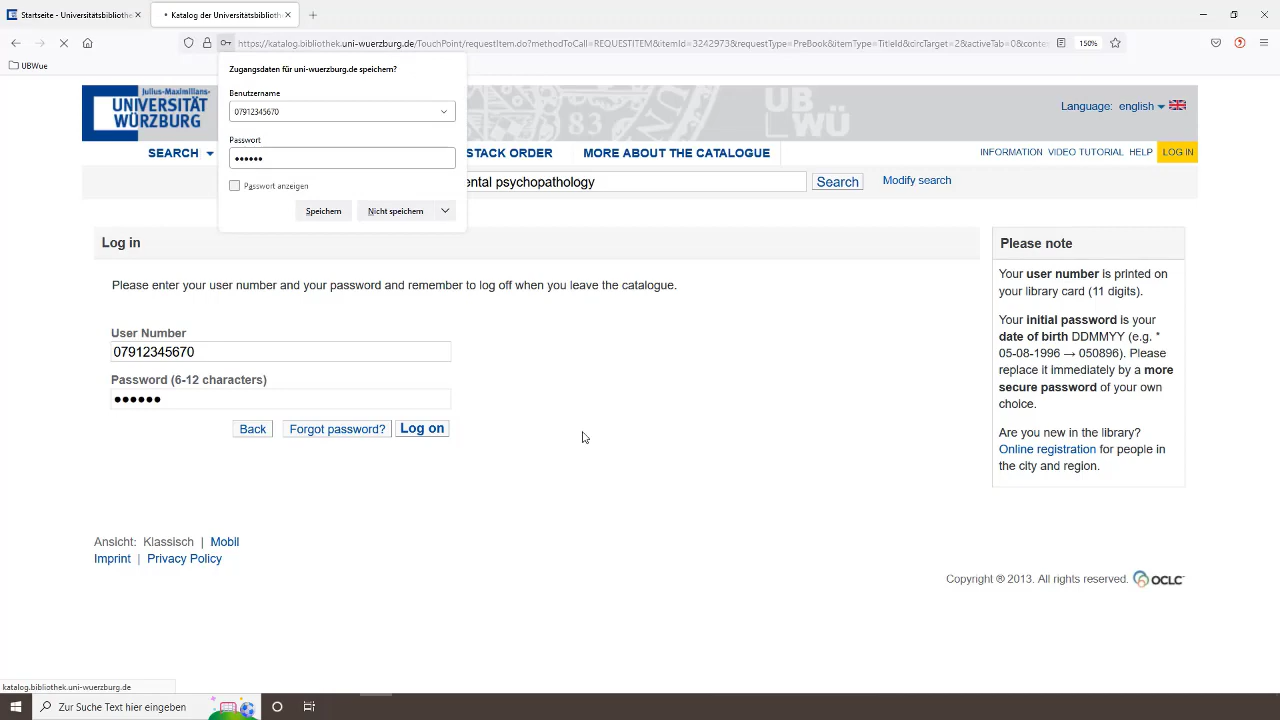 Startseite - Universitätsbiblioth
Katalog der Universitätsbiblioth
https://katalog.bibliothek.uni-wuerzburg.de/TouchPoint/requestItem.do?methodToCall=REQUESTITEM&itemId=3242973&requestType=PreBook&itemType=TitleId&circTarget=2&activeTab=0&conte
150%
UBWue
Zugangsdaten für uni-wuerzburg.de speichern?
Benutzername
07912345670
Passwort
••••••
Passwort anzeigen
Speichern
Nicht speichern
Julius-Maximilians-
UNIVERSITÄT
WÜRZBURG
83
UB
WÜ
Language: english
SEARCH
STACK ORDER
MORE ABOUT THE CATALOGUE
INFORMATION
VIDEO TUTORIAL
HELP
LOG IN
ental psychopathology
Search
Modify search
Log in
Please enter your user number and your password and remember to log off when you leave the catalogue.
User Number
07912345670
Password (6-12 characters)
••••••
Back
Forgot password?
Log on
Please note
Your user number is printed on
your library card (11 digits).
Your initial password is your
date of birth DDMMYY (e.g. *
05-08-1996 → 050896). Please
replace it immediately by a more
secure password of your own
choice.
Are you new in the library?
Online registration for people in
the city and region.
Ansicht: Klassisch | Mobil
Imprint | Privacy Policy
Copyright ® 2013. All rights reserved. OCLC
katalog.bibliothek.uni-wuerzburg.de
Zur Suche Text hier eingeben